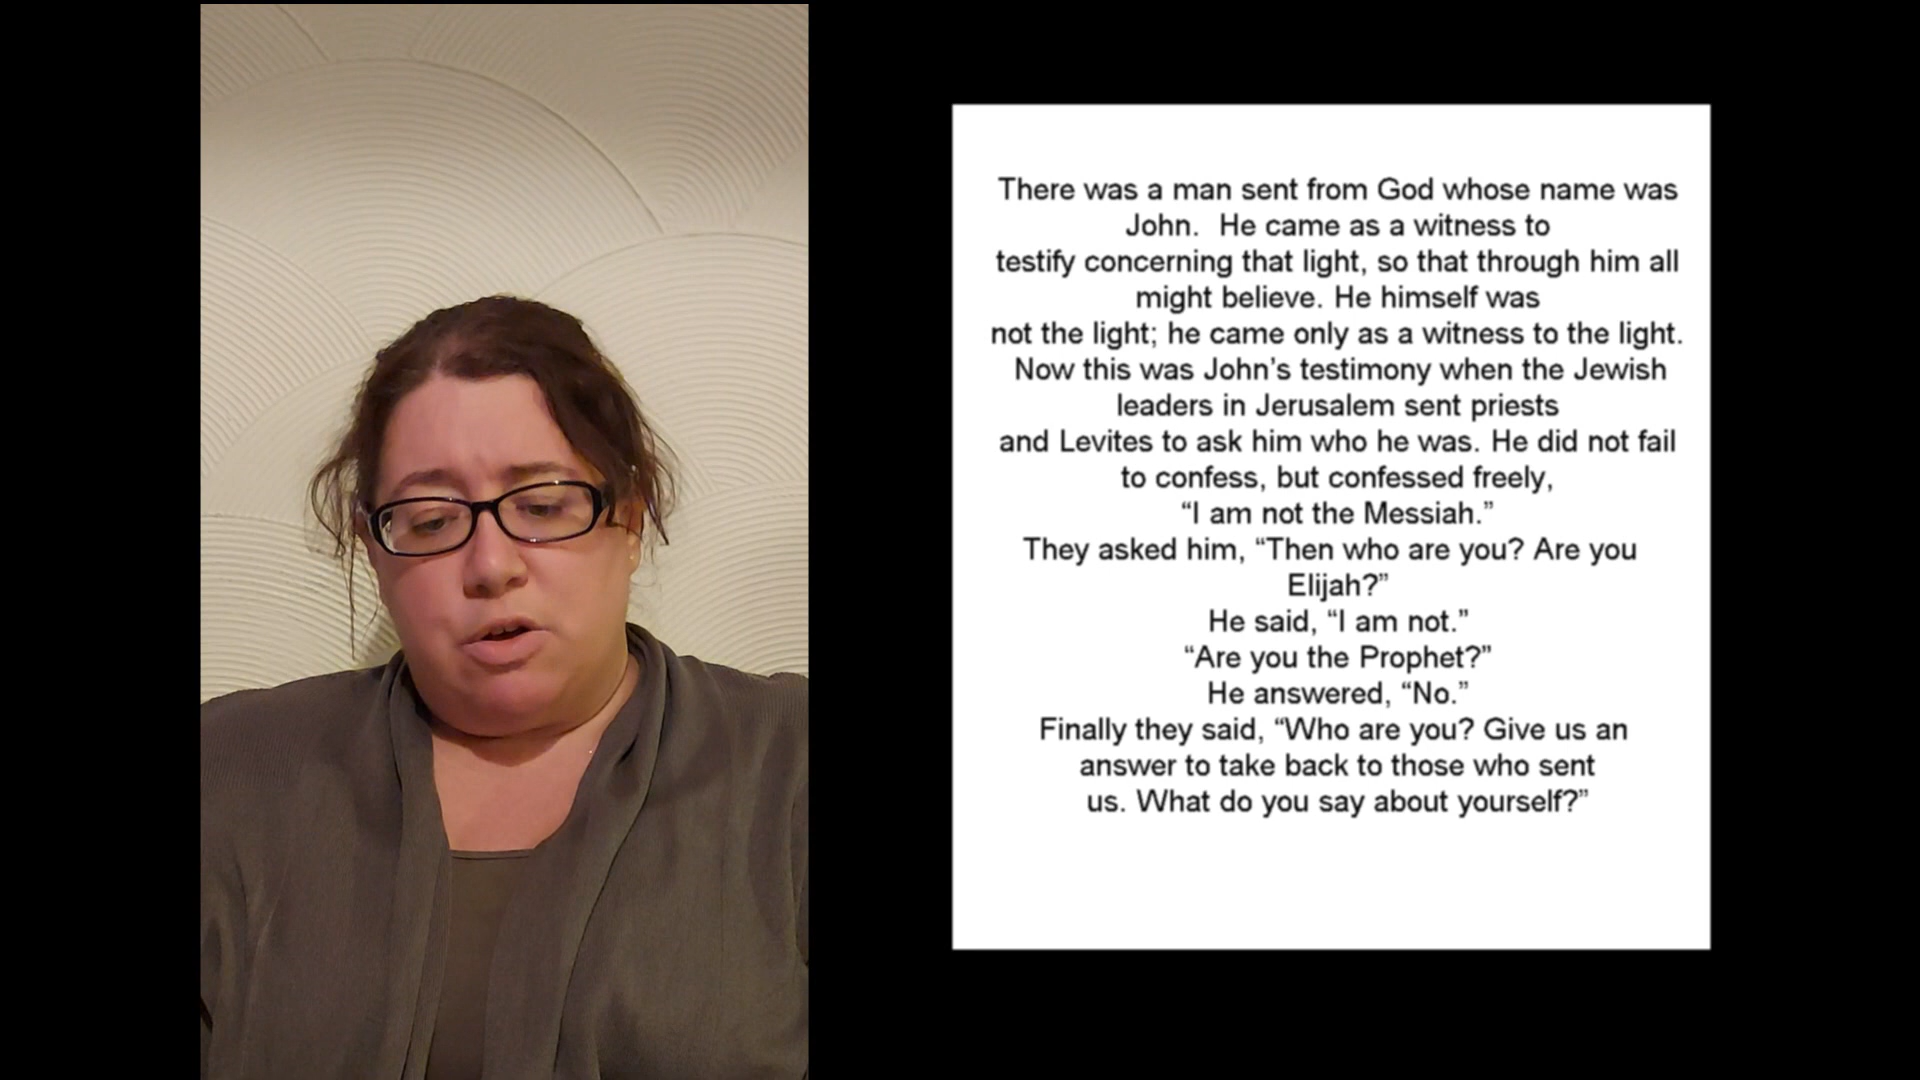 There was a man sent from God whose name was
John.  He came as a witness to
testify concerning that light, so that through him all
might believe. He himself was
not the light; he came only as a witness to the light.
Now this was John’s testimony when the Jewish
leaders in Jerusalem sent priests
and Levites to ask him who he was. He did not fail
to confess, but confessed freely,
“I am not the Messiah.”
They asked him, “Then who are you? Are you
Elijah?”
He said, “I am not.”
“Are you the Prophet?”
He answered, “No.”
Finally they said, “Who are you? Give us an
answer to take back to those who sent
us. What do you say about yourself?”